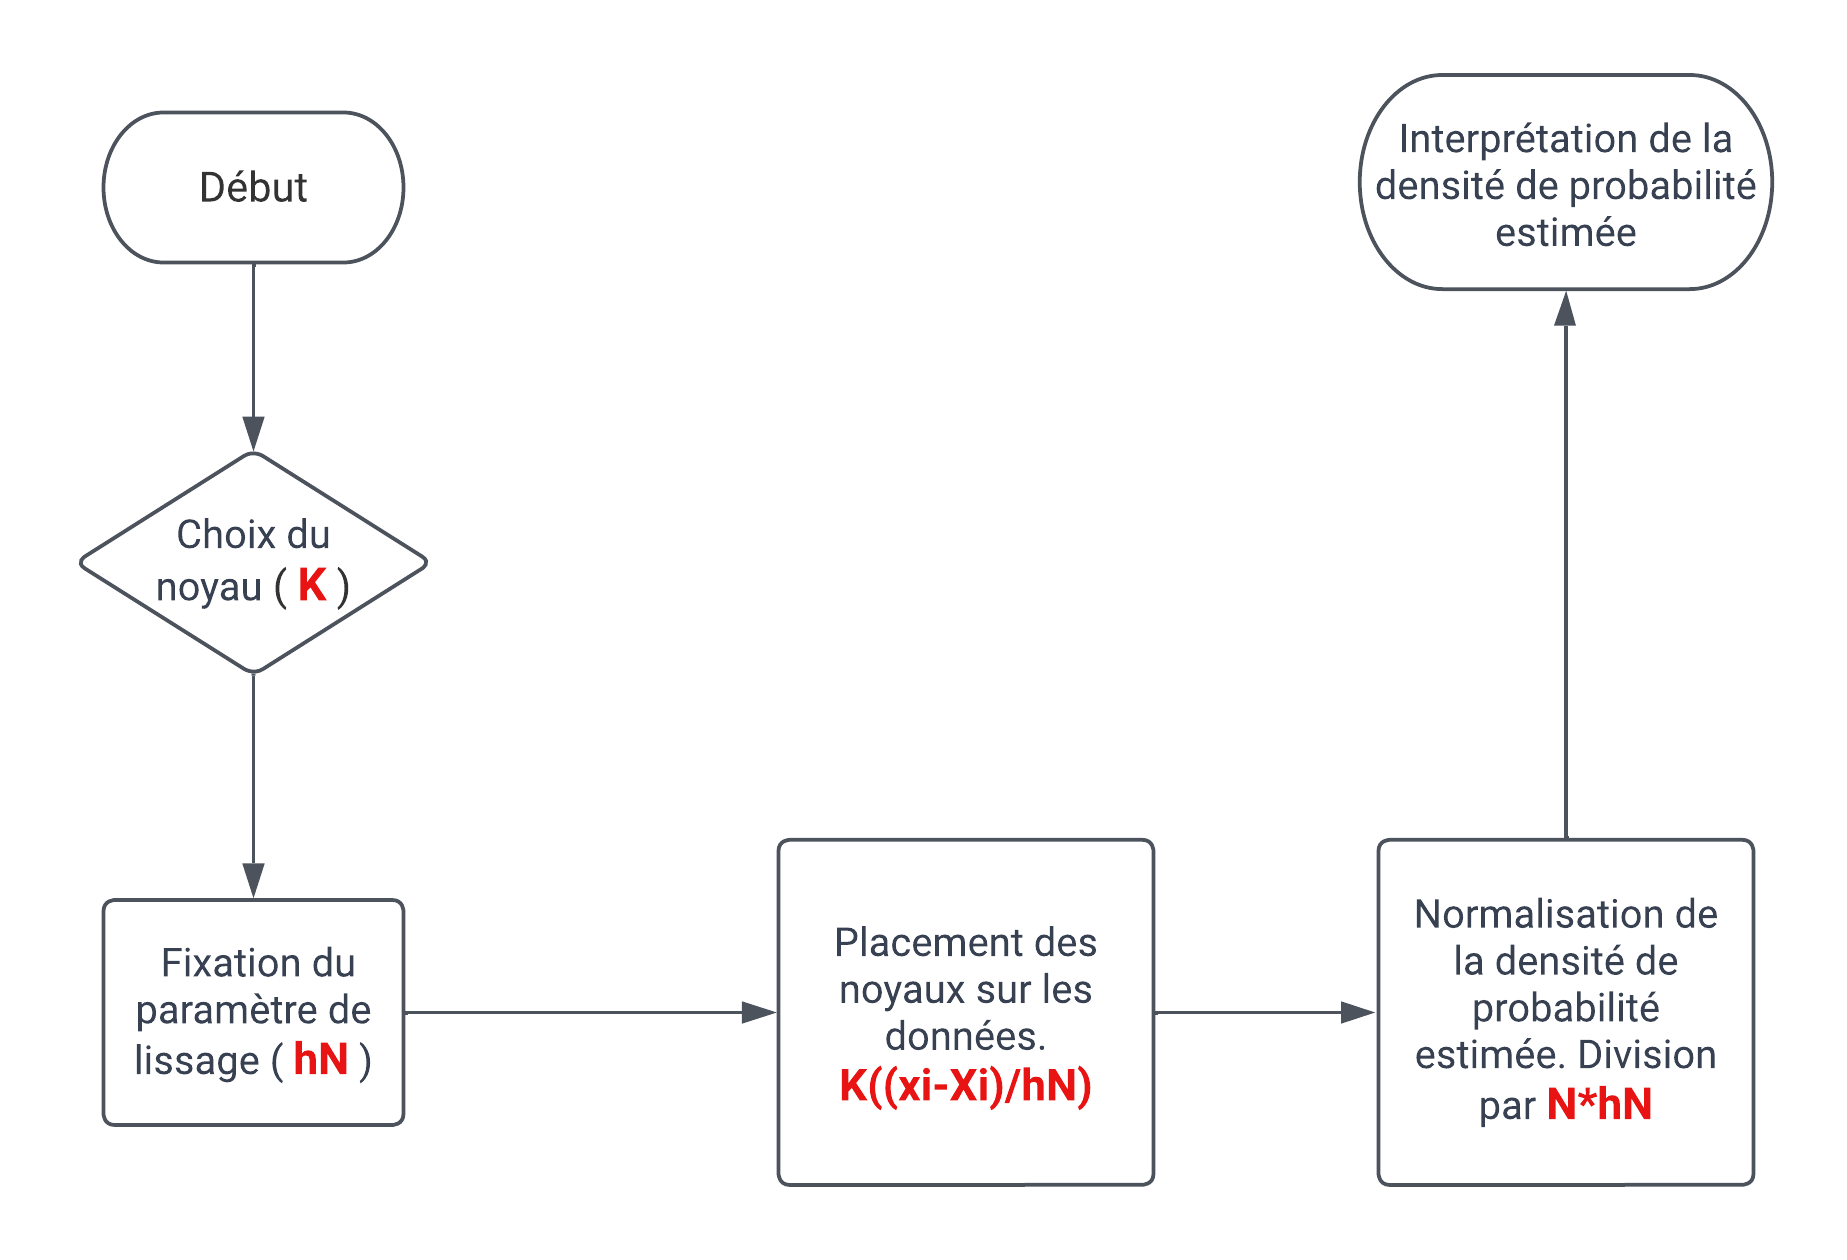 Début
Choix du
noyau ( K )
Fixation du
paramètre de
lissage ( hN )
Placement des
noyaux sur les
données.
K((xi-Xi)/hN)
Normalisation de
la densité de
probabilité
estimée. Division
par N*hN
Interprétation de la
densité de probabilité
estimée